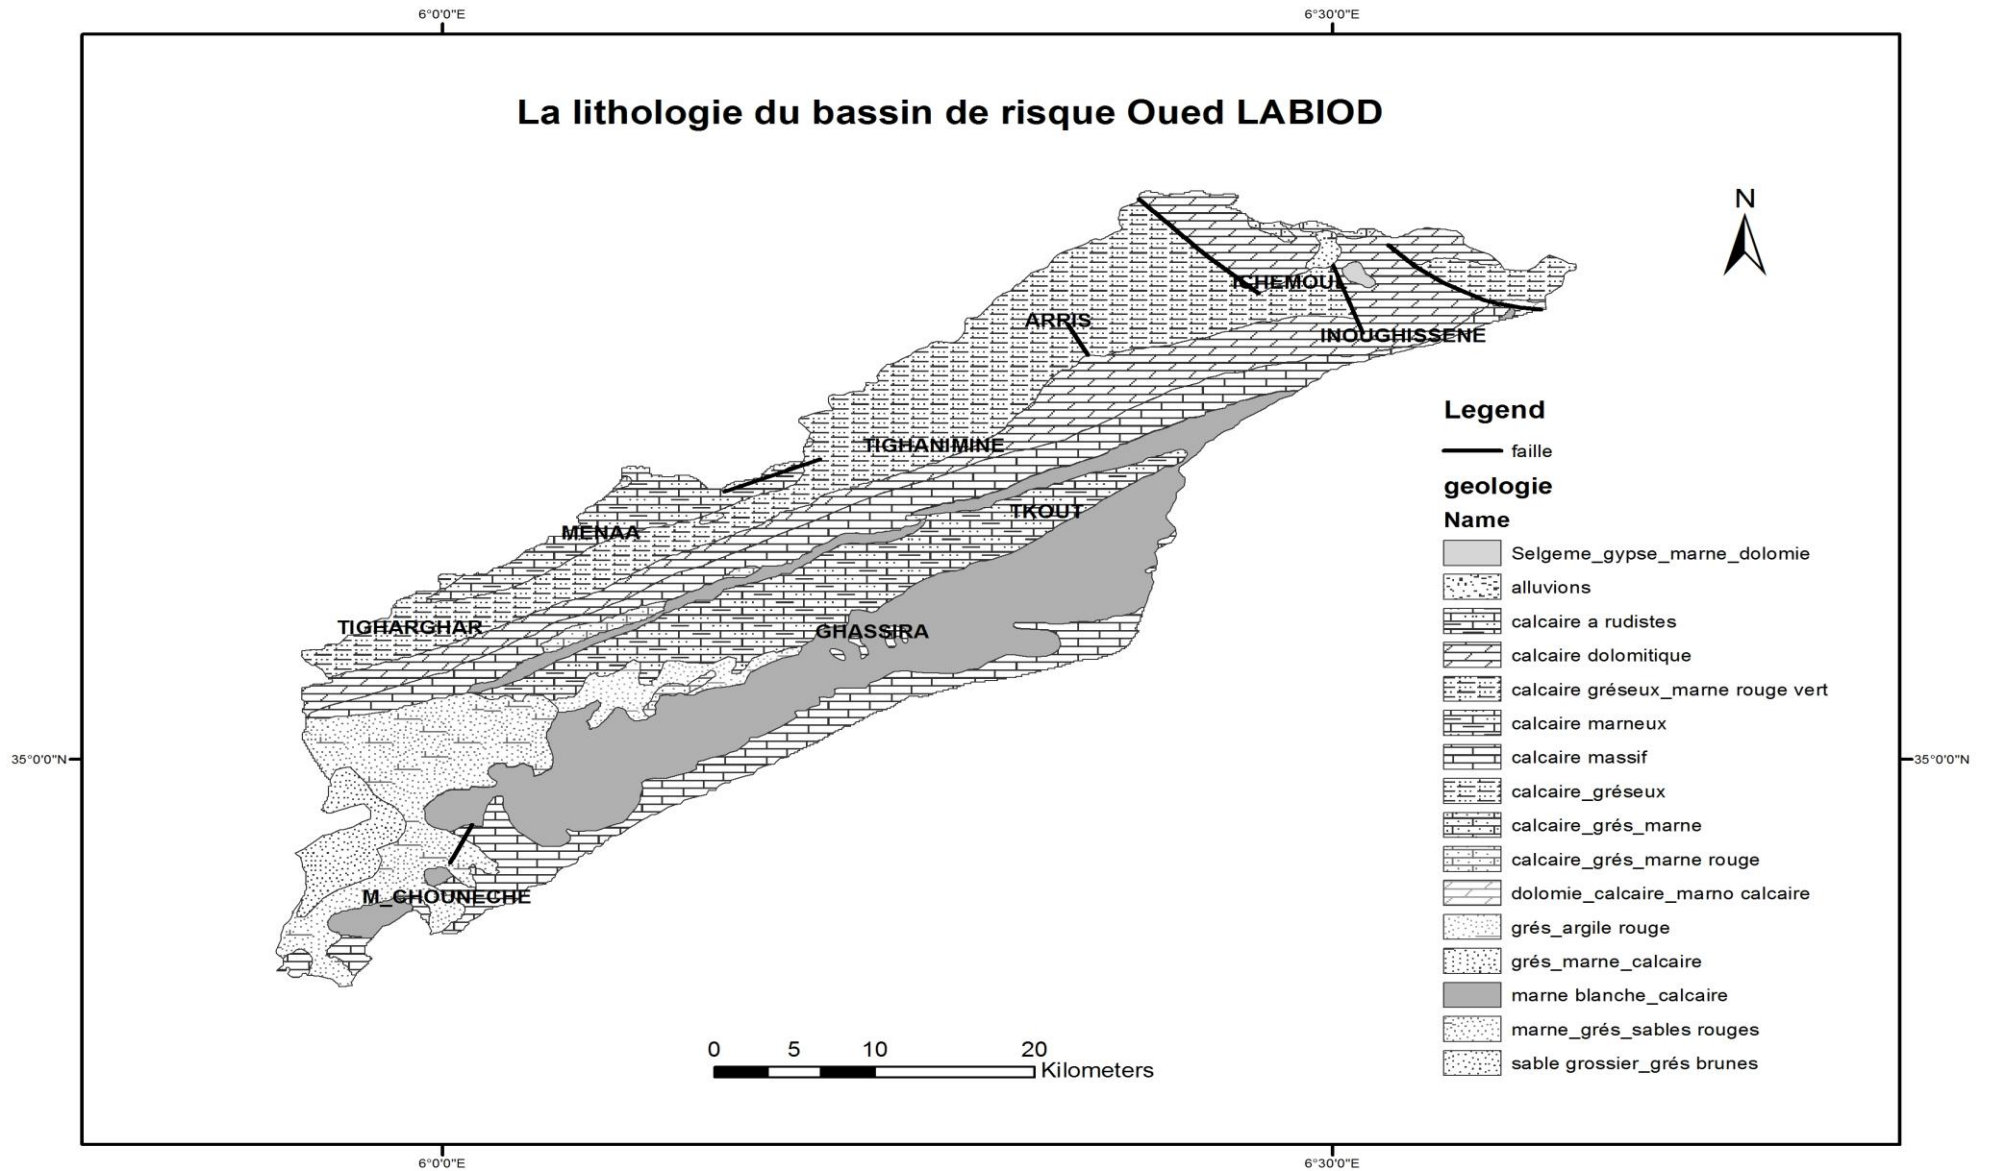 6°0'0"E
6°30'0"E
La lithologie du bassin de risque Oued LABIOD
N
ICHEMOUL
ARRIS
INOUGHISSENE
TIGHANIMINE
TKOUT
MENAA
TIGHARGHAR
GHASSIRA
M_CHOUNECHE
35°0'0"N
35°0'0"N
Legend
faille
geologie
Name
Selgeme_gypse_marne_dolomie
alluvions
calcaire a rudistes
calcaire dolomitique
calcaire gréseux_marne rouge vert
calcaire marneux
calcaire massif
calcaire_gréseux
calcaire_grés_marne
calcaire_grés_marne rouge
dolomie_calcaire_marno calcaire
grés_argile rouge
grés_marne_calcaire
marne blanche_calcaire
marne_grés_sables rouges
sable grossier_grés brunes
0 5 10 20
Kilometers
6°0'0"E
6°30'0"E